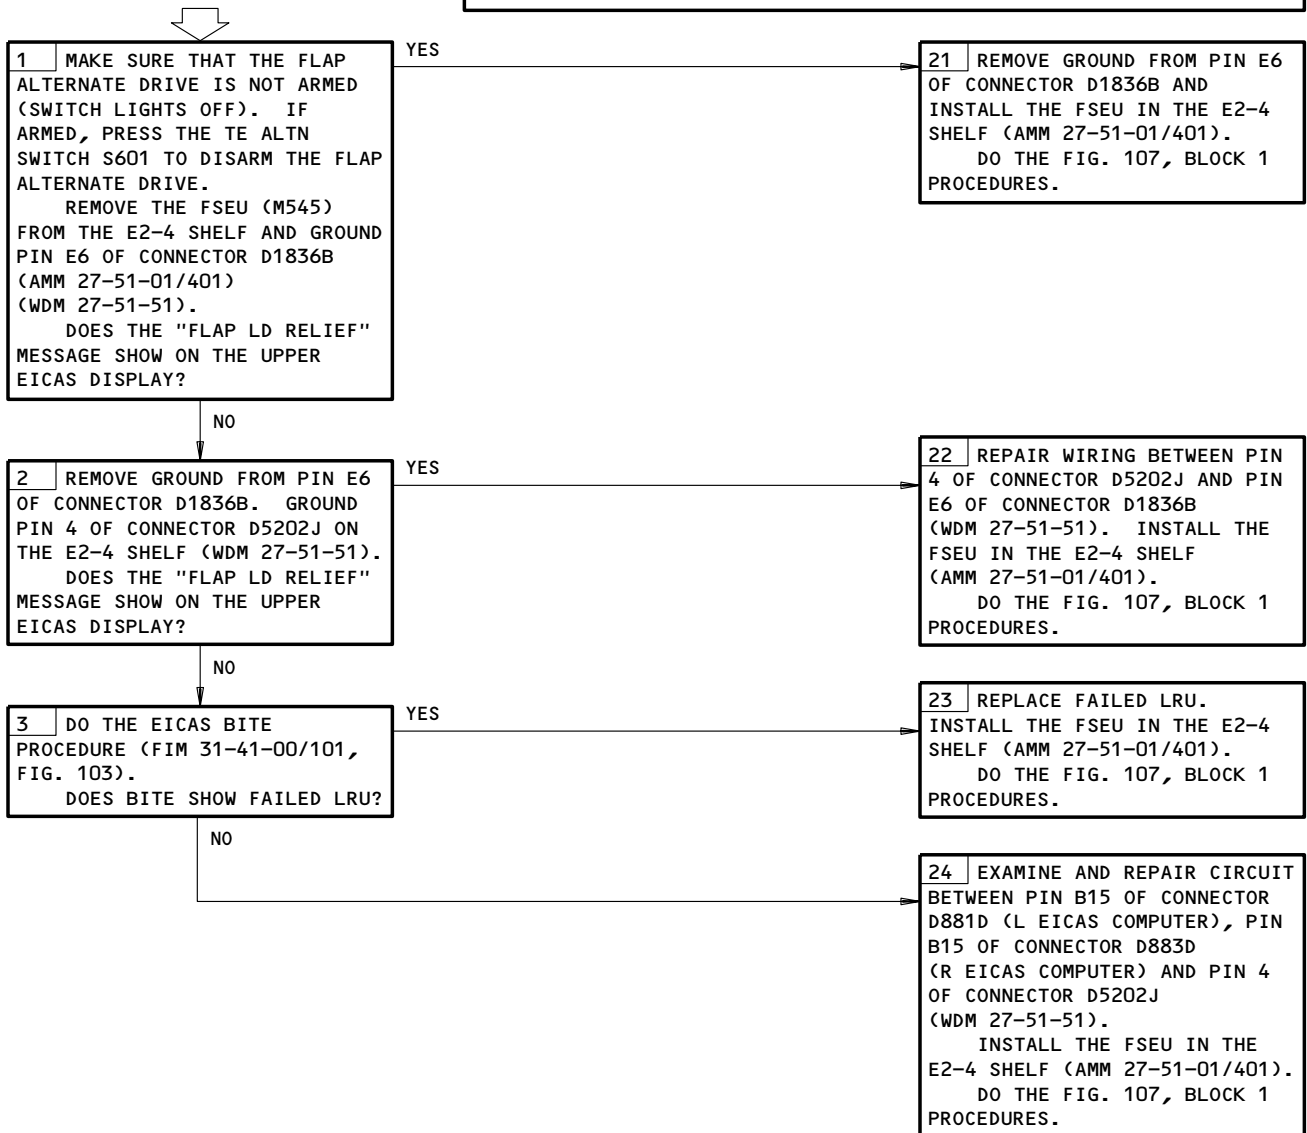 1 MAKE SURE THAT THE FLAP
ALTERNATE DRIVE IS NOT ARMED
(SWITCH LIGHTS OFF). IF
ARMED, PRESS THE TE ALTN
SWITCH S601 TO DISARM THE FLAP
ALTERNATE DRIVE.
REMOVE THE FSEU (M545)
FROM THE E2-4 SHELF AND GROUND
PIN E6 OF CONNECTOR D1836B
(AMM 27-51-01/401)
(WDM 27-51-51).
DOES THE "FLAP LD RELIEF"
MESSAGE SHOW ON THE UPPER
EICAS DISPLAY?
YES
21 REMOVE GROUND FROM PIN E6
OF CONNECTOR D1836B AND
INSTALL THE FSEU IN THE E2-4
SHELF (AMM 27-51-01/401).
DO THE FIG. 107, BLOCK 1
PROCEDURES.
NO
2 REMOVE GROUND FROM PIN E6
OF CONNECTOR D1836B. GROUND
PIN 4 OF CONNECTOR D5202J ON
THE E2-4 SHELF (WDM 27-51-51).
DOES THE "FLAP LD RELIEF"
MESSAGE SHOW ON THE UPPER
EICAS DISPLAY?
YES
22 REPAIR WIRING BETWEEN PIN
4 OF CONNECTOR D5202J AND PIN
E6 OF CONNECTOR D1836B
(WDM 27-51-51). INSTALL THE
FSEU IN THE E2-4 SHELF
(AMM 27-51-01/401).
DO THE FIG. 107, BLOCK 1
PROCEDURES.
NO
3 DO THE EICAS BITE
PROCEDURE (FIM 31-41-00/101,
FIG. 103).
DOES BITE SHOW FAILED LRU?
YES
23 REPLACE FAILED LRU.
INSTALL THE FSEU IN THE E2-4
SHELF (AMM 27-51-01/401).
DO THE FIG. 107, BLOCK 1
PROCEDURES.
NO
24 EXAMINE AND REPAIR CIRCUIT
BETWEEN PIN B15 OF CONNECTOR
D881D (L EICAS COMPUTER), PIN
B15 OF CONNECTOR D883D
(R EICAS COMPUTER) AND PIN 4
OF CONNECTOR D5202J
(WDM 27-51-51).
INSTALL THE FSEU IN THE
E2-4 SHELF (AMM 27-51-01/401).
DO THE FIG. 107, BLOCK 1
PROCEDURES.